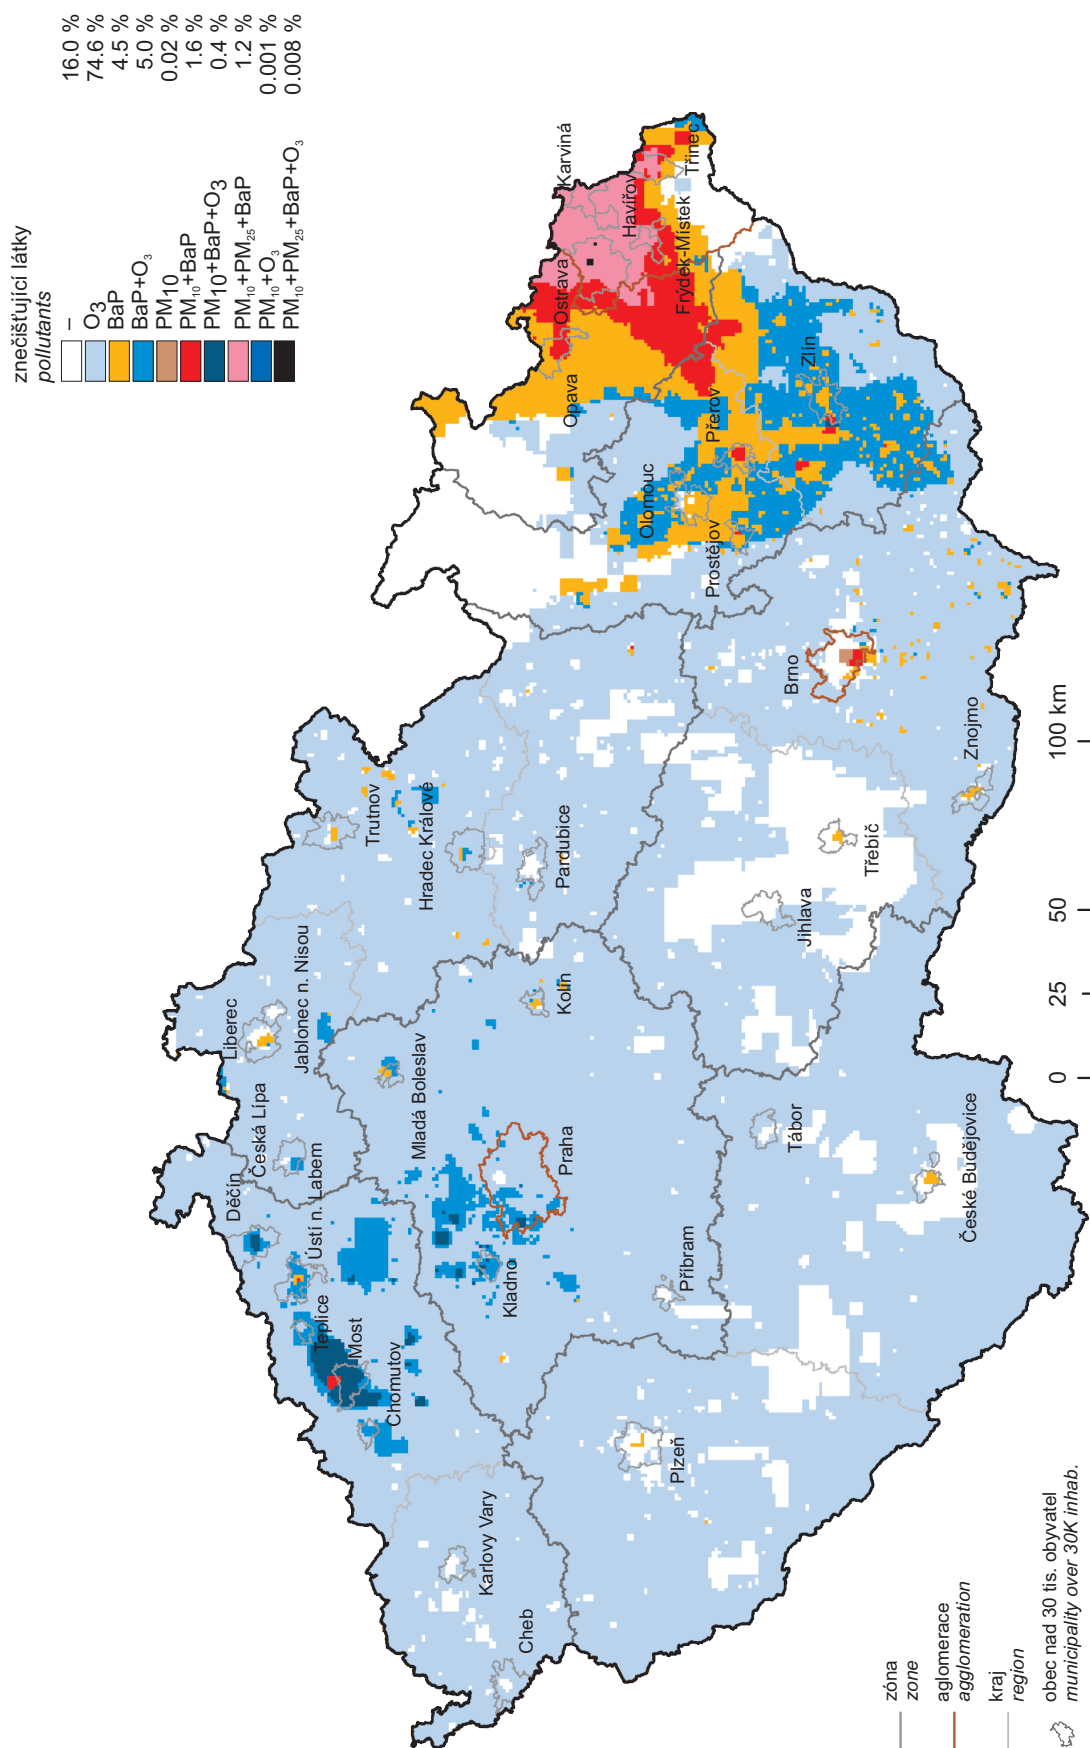 znečišťující látky
pollutants
– 16.0 %
O₃ 74.6 %
BaP 4.5 %
BaP+O₃ 5.0 %
PM₁₀ 0.02 %
PM₁₀+BaP 1.6 %
PM₁₀+BaP+O₃ 0.4 %
PM₁₀+PM₂₅+BaP 1.2 %
PM₁₀+O₃ 0.001 %
PM₁₀+PM₂₅+BaP+O₃ 0.008 %
Děčín
Česká Lípa
Liberec
Ústí n. Labem
Jablonec n. Nisou
Teplice
Most
Trutnov
Chomutov
Mladá Boleslav
Hradec Králové
Karlovy Vary
Cheb
Kladno
Praha
Kolín
Pardubice
Opava
Ostrava
Karviná
Havířov
Olomouc
Frýdek-Místek
Třinec
Plzeň
Příbram
Prostějov
Přerov
Tábor
Jihlava
Brno
Zlín
Třebíč
České Budějovice
Znojmo
zóna
zone
aglomerace
agglomeration
kraj
region
obec nad 30 tis. obyvatel
municipality over 30K inhab.
0 25 50 100 km